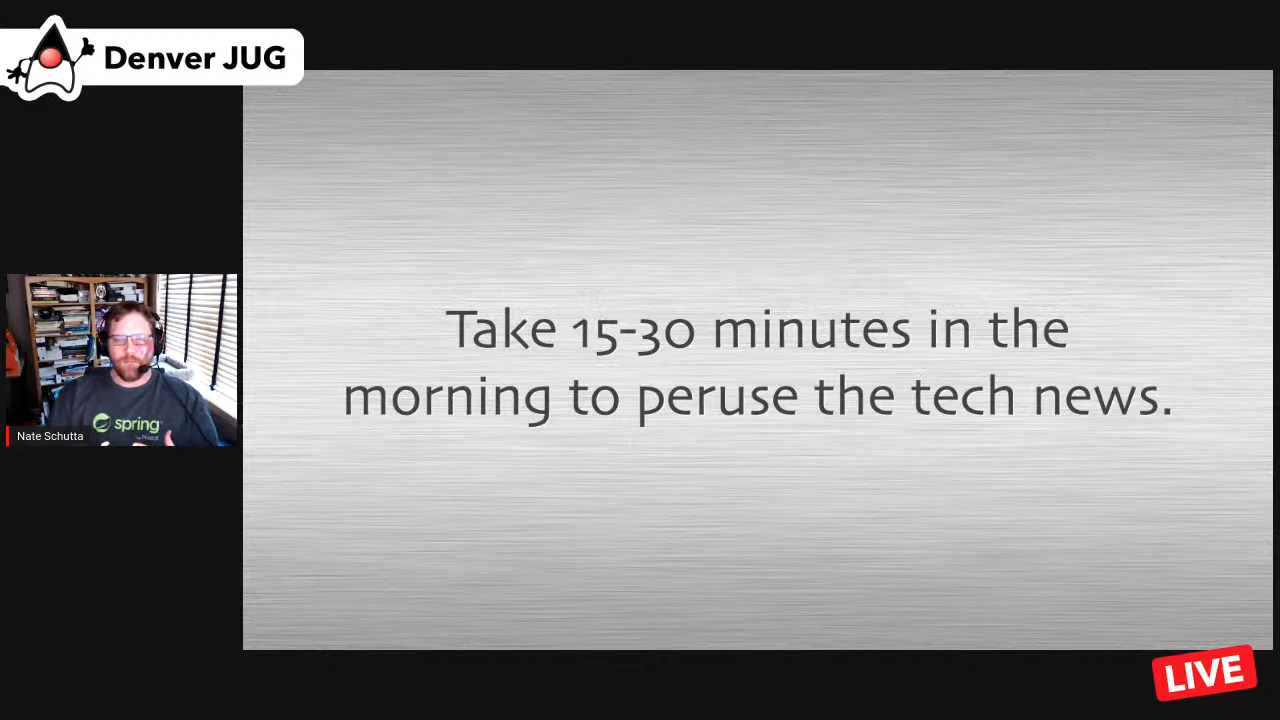 Denver JUG
Take 15-30 minutes in the
morning to peruse the tech news.
spring
Nate Schutta
LIVE